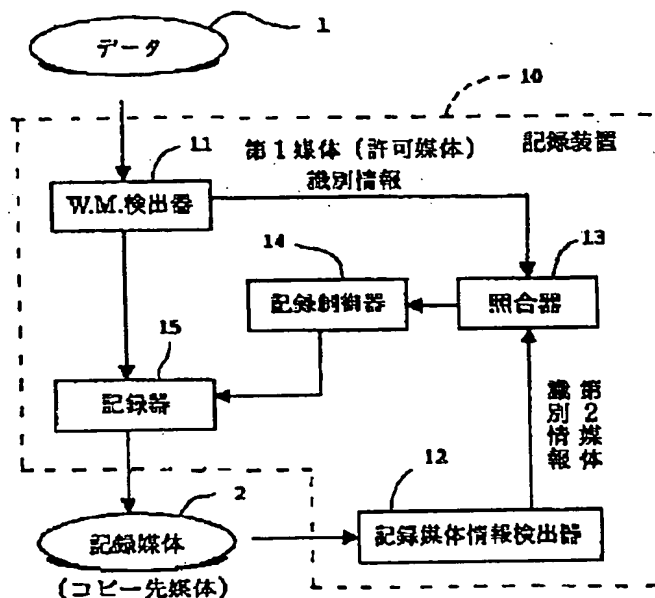 1
データ
10
11
第1媒体(許可媒体)
識別情報
記録装置
W.M.検出器
14
13
記録制御器
照合器
15
記録器
第2媒体
識別情報
2
12
記録媒体
記録媒体情報検出器
(コピー先媒体)